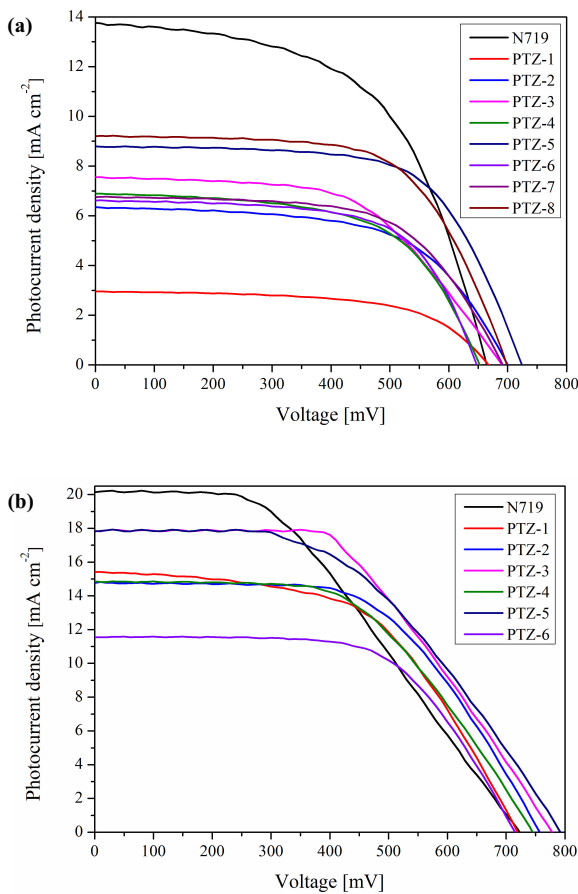 (a)
14
12
10
8
6
4
2
0
Photocurrent density [mA cm-2]
N719
PTZ-1
PTZ-2
PTZ-3
PTZ-4
PTZ-5
PTZ-6
PTZ-7
PTZ-8
0 100 200 300 400 500 600 700 800
Voltage [mV]
(b)
20
18
16
14
12
10
8
6
4
2
0
Photocurrent density [mA cm-2]
N719
PTZ-1
PTZ-2
PTZ-3
PTZ-4
PTZ-5
PTZ-6
0 100 200 300 400 500 600 700 800
Voltage [mV]